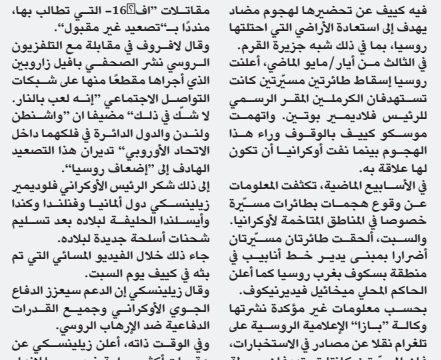 فيه كييف عن تحضيرها لهجوم مضاد
يهدف إلى استعادة الأراضي التي احتلتها
روسيا، بما في ذلك شبه جزيرة القرم.
في الثالث من أيار/مايو الماضي، أعلنت
روسيا إسقاط طائرتين مسيّرتين كانت
تستهدفان الكرملين المقر الرسمي
للرئيس فلاديمير بوتين. واتهمت
موسكو كييف بالوقوف وراء هذا
الهجوم بينما نفت أوكرانيا أن تكون
لها علاقة به.
في الأسابيع الماضية، تكثفت المعلومات
عن وقوع هجمات بطائرات مسيّرة
خصوصا في المناطق المتاخمة لأوكرانيا.
والسبت، ألحقت طائرتان مسيّرتان
أضرارا بمبنى يدير خط أنابيب في
منطقة بسكوف بغرب روسيا كما أعلن
الحاكم المحلي مخائيل فيديرنيكوف.
بحسب معلومات غير مؤكدة نشرتها
وكالة "بازا" الإعلامية الروسية على
تلغرام نقلا عن مصادر في الاستخبارات،
مقاتلات "اف-16" التي تطالب بها،
منددًا بـ"تصعيد غير مقبول".
وقال لافروف في مقابلة مع التلفزيون
الروسي نشر الصحفي بافيل زاروبين
الذي أجراها مقطعًا منها على شبكات
التواصل الاجتماعي "إنه لعب بالنار.
لا شك في ذلك" مضيفا ان "واشنطن
ولندن والدول الدائرة في فلكهما داخل
الاتحاد الأوروبي" تديران هذا التصعيد
الهادف إلى "إضعاف روسيا".
إلى ذلك شكر الرئيس الأوكراني فلوديمير
زيلينسكي دول ألمانيا وفنلندا وكندا
وأيسلندا الحليفة لبلاده بعد تسليم
شحنات أسلحة جديدة لبلاده.
جاء ذلك خلال الفيديو المسائي الذي تم
بثه في كييف يوم السبت.
وقال زيلينسكي إن الدعم سيعزز الدفاع
الجوي الأوكراني وجميع القدرات
الدفاعية ضد الإرهاب الروسي.
وفي الوقت ذاته، أعلن زيلينسكي عن